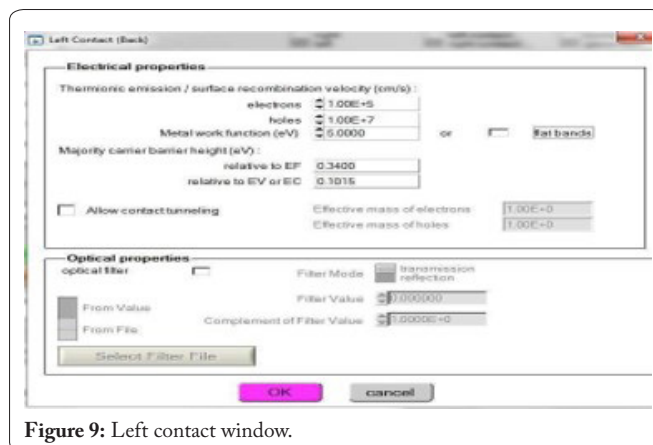 Left Contact (Back)
Electrical properties
Thermionic emission / surface recombination velocity (cm/s) :
electrons 1.00E+5
holes 1.00E+7
Metal work function (eV) 5.0000 or flat bands
Majority carrier barrier height (eV) :
relative to EF 0.3400
relative to EV or EC 0.1015
Allow contact tunneling Effective mass of electrons 1.00E+0
Effective mass of holes 1.00E+0
Optical properties
optical filter Filter Mode transmission
reflection
From Value Filter Value 0.000000
From File Complement of Filter Value 1.0000E+0
Select Filter File
OK cancel
Figure 9: Left contact window.